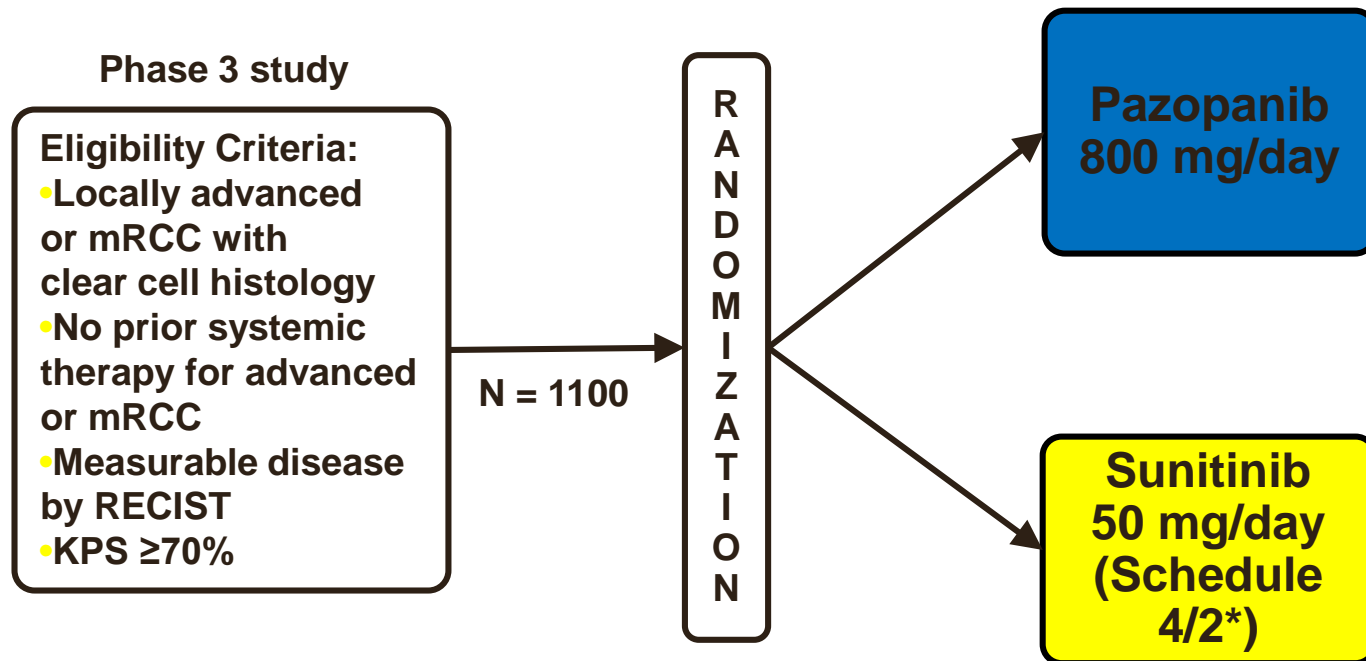 Phase 3 study
Eligibility Criteria:
•Locally advanced
or mRCC with
clear cell histology
•No prior systemic
therapy for advanced
or mRCC
•Measurable disease
by RECIST
•KPS ≥70%
N = 1100
R
A
N
D
O
M
I
Z
A
T
I
O
N
Pazopanib
800 mg/day
Sunitinib
50 mg/day
(Schedule
4/2*)